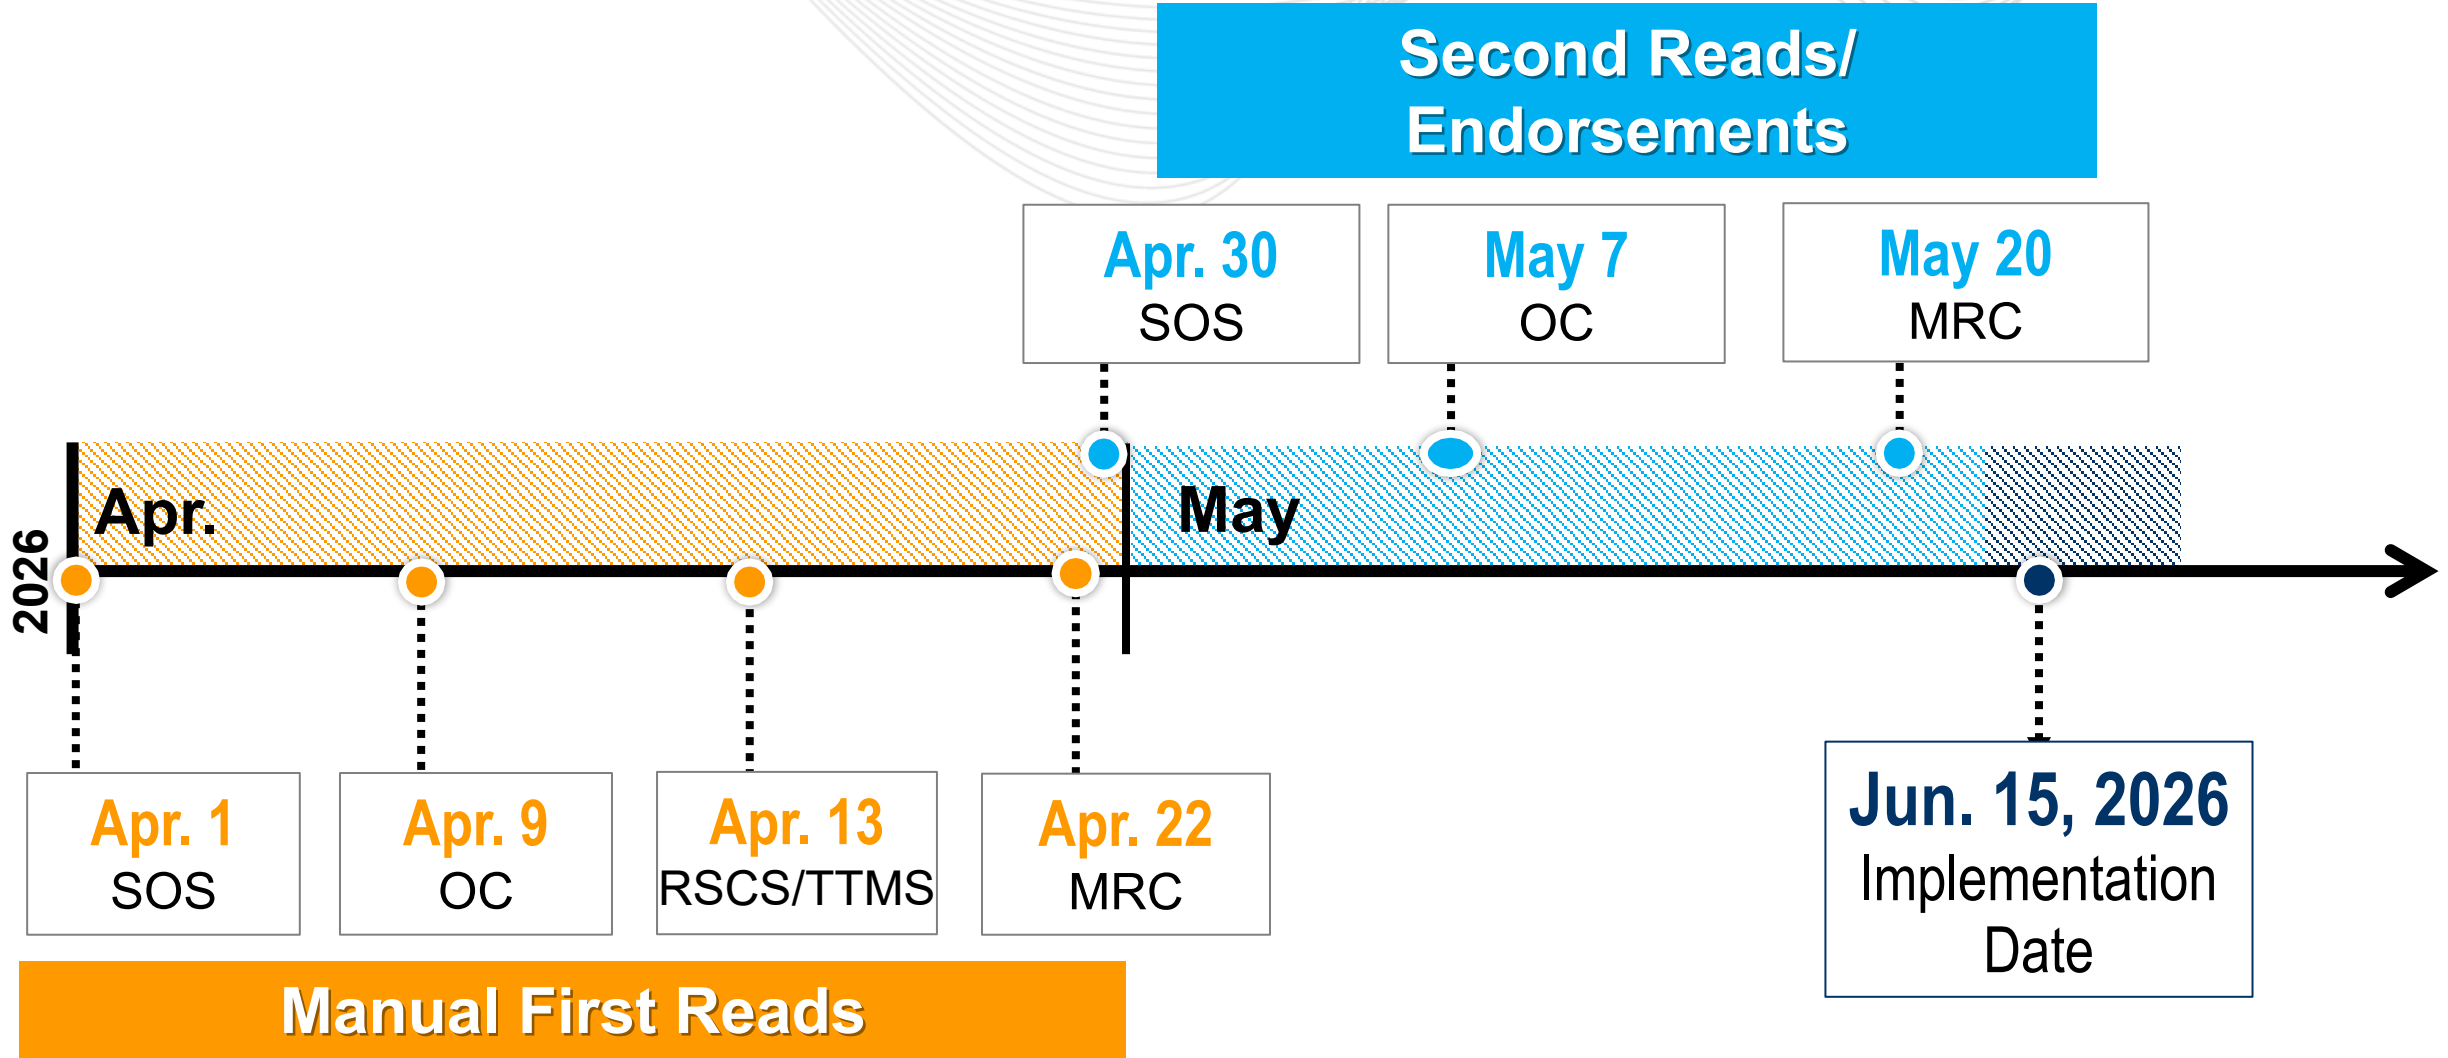 Second Reads/
Endorsements
Apr. 30
SOS
May 7
OC
May 20
MRC
2026
Apr.
May
Apr. 1
SOS
Apr. 9
OC
Apr. 13
RSCS/TTMS
Apr. 22
MRC
Jun. 15, 2026
Implementation
Date
Manual First Reads